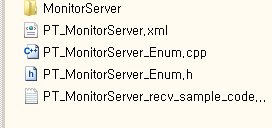 MonitorServer
PT_MonitorServer.xml
PT_MonitorServer_Enum.cpp
PT_MonitorServer_Enum.h
PT_MonitorServer_recv_sample_code...